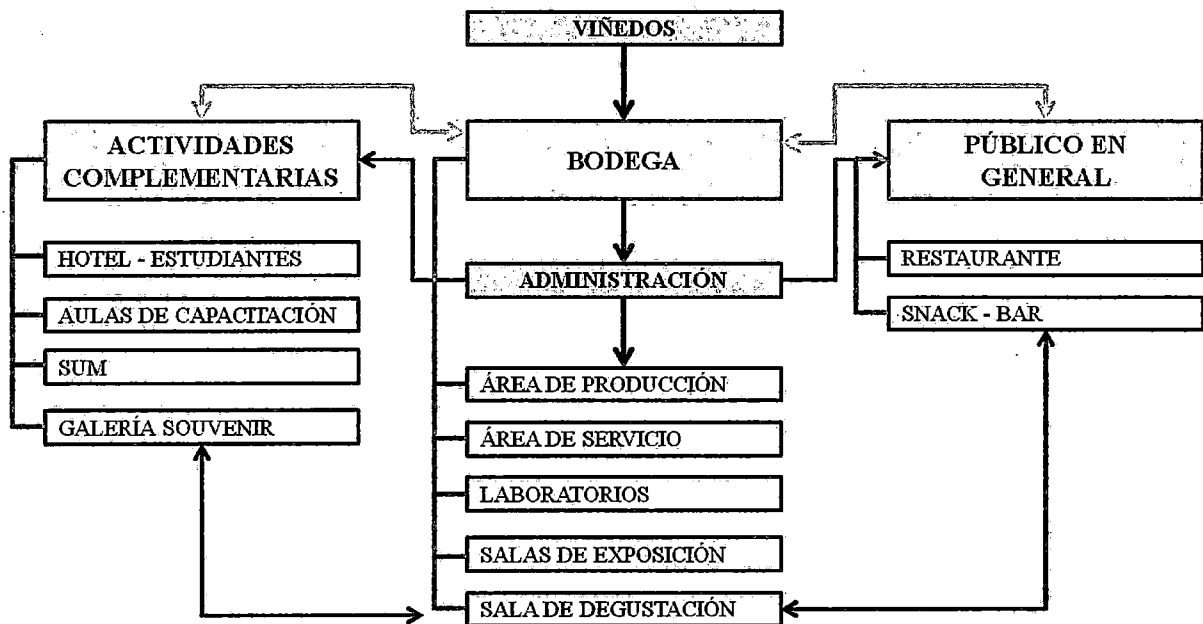 VIÑEDOS
ACTIVIDADES
COMPLEMENTARIAS
HOTEL - ESTUDIANTES
AULAS DE CAPACITACIÓN
SUM
GALERÍA SOUVENIR
BODEGA
ADMINISTRACIÓN
ÁREA DE PRODUCCIÓN
ÁREA DE SERVICIO
LABORATORIOS
SALAS DE EXPOSICIÓN
SALA DE DEGUSTACIÓN
PÚBLICO EN
GENERAL
RESTAURANTE
SNACK - BAR